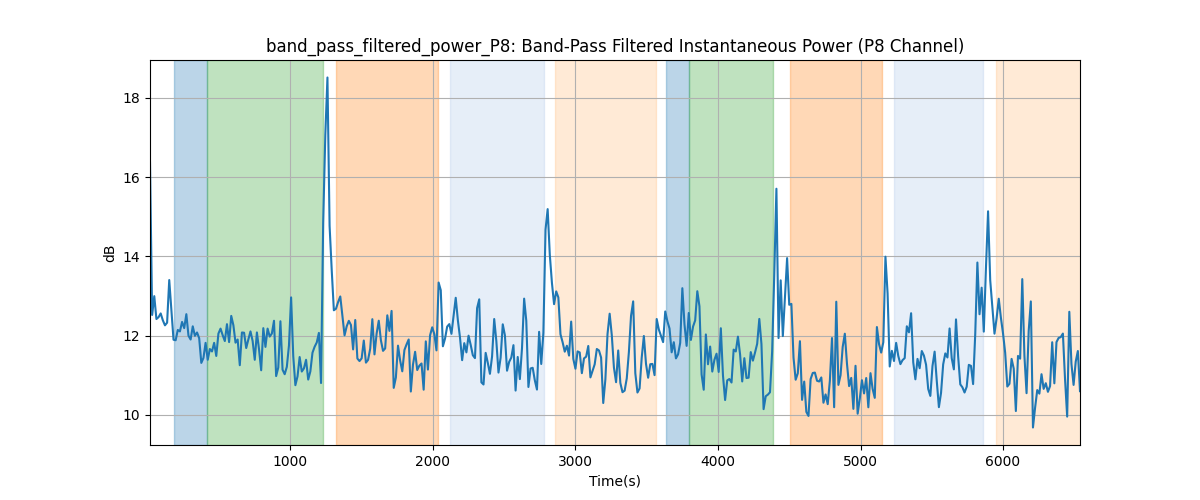 band_pass_filtered_power_P8: Band-Pass Filtered Instantaneous Power (P8 Channel)
18
16
14
12
10
dB
1000 2000 3000 4000 5000 6000
Time(s)